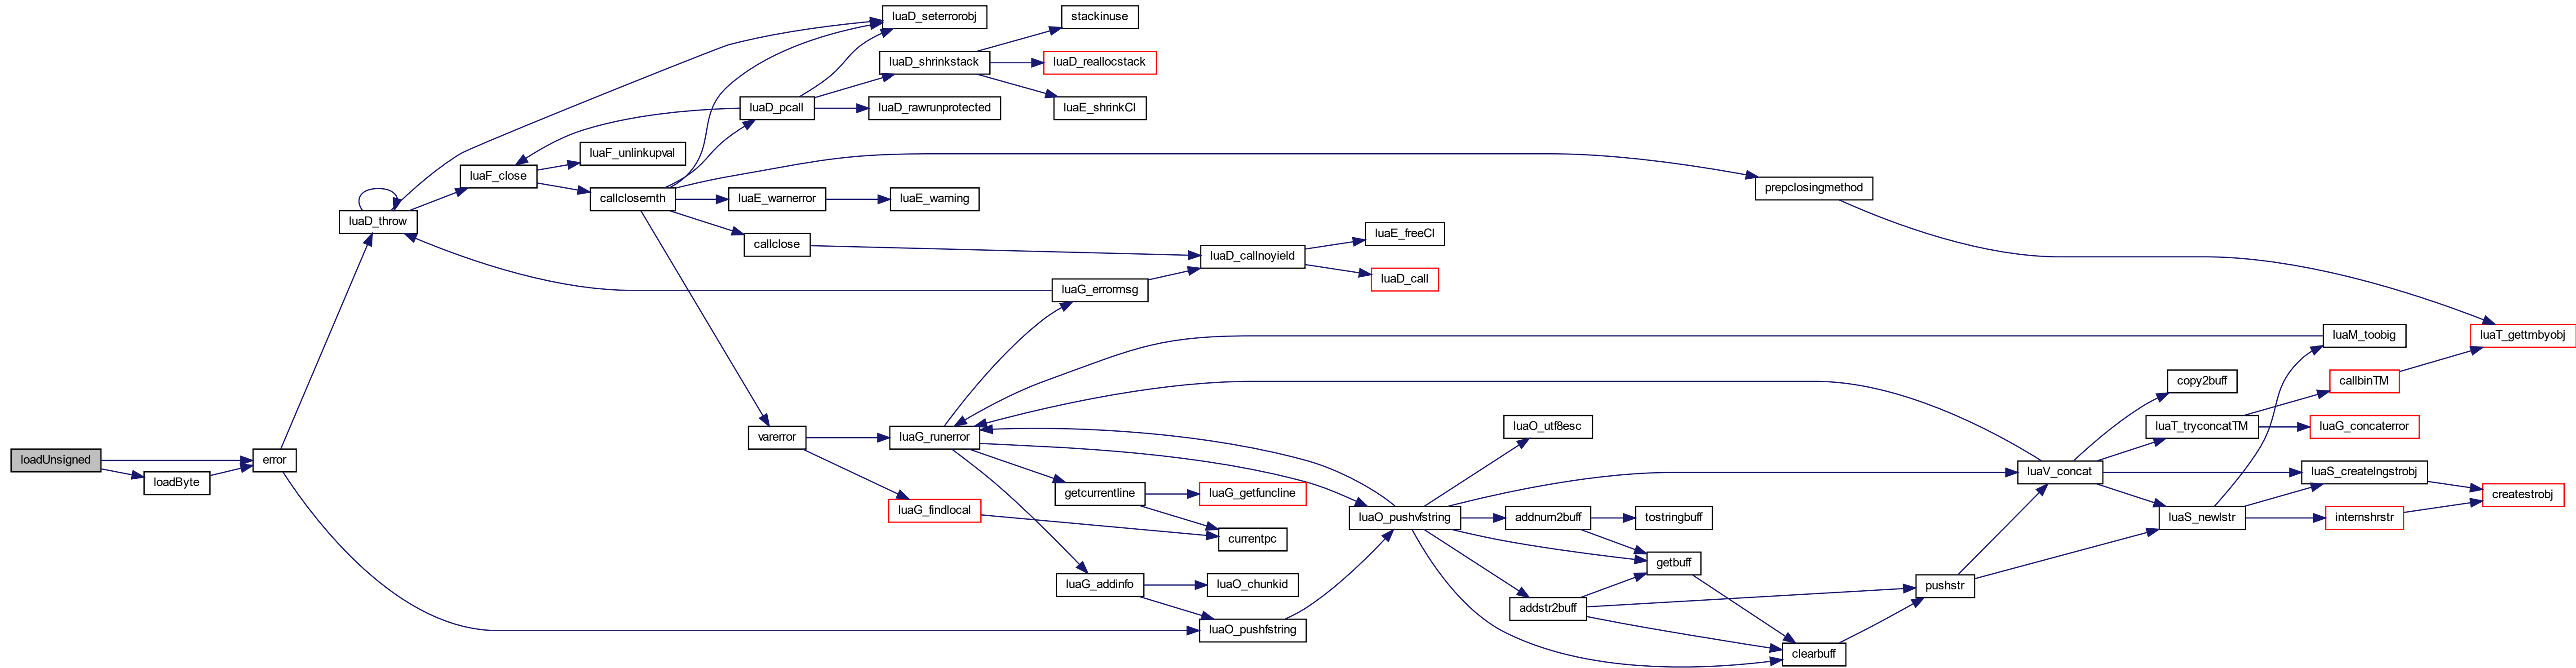 luaD_seterrorobj
stackinuse
luaD_shrinkstack
luaD_reallocstack
luaD_pcall
luaD_rawrunprotected
luaE_shrinkCI
luaF_unlinkupval
luaF_close
callclosemth
luaE_warnerror
luaE_warning
prepclosingmethod
luaD_throw
callclose
luaE_freeCI
luaD_callnoyield
luaD_call
luaG_errormsg
luaM_toobig
luaT_gettmbyobj
copy2buff
callbinTM
luaO_utf8esc
luaT_tryconcatTM
luaG_concaterror
varerror
luaG_runerror
loadUnsigned
error
loadByte
luaV_concat
luaS_createlngstrobj
getcurrentline
luaG_getfuncline
createstrobj
luaG_findlocal
luaO_pushvfstring
addnum2buff
tostringbuff
luaS_newlstr
internshrstr
currentpc
getbuff
luaG_addinfo
luaO_chunkid
pushstr
addstr2buff
luaO_pushfstring
clearbuff